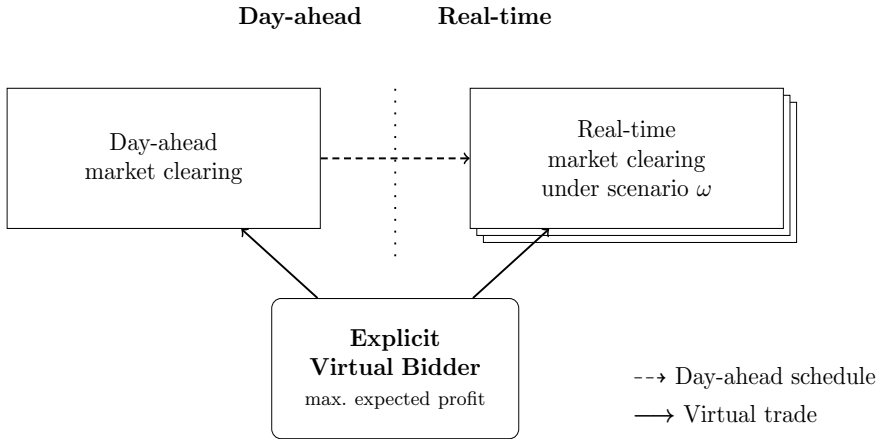 Day-ahead
Real-time
Day-ahead
market clearing
Real-time
market clearing
under scenario ω
Explicit
Virtual Bidder
max. expected profit
Day-ahead schedule
Virtual trade